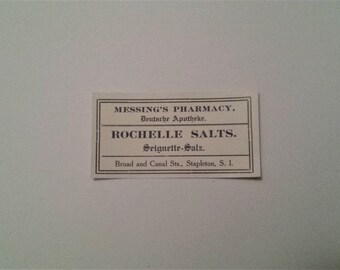 MESSING'S PHARMACY.
Deutsche Apotheke.
ROCHELLE SALTS.
Seignette-Salz.
Broad and Canal Sts., Stapleton, S. I.